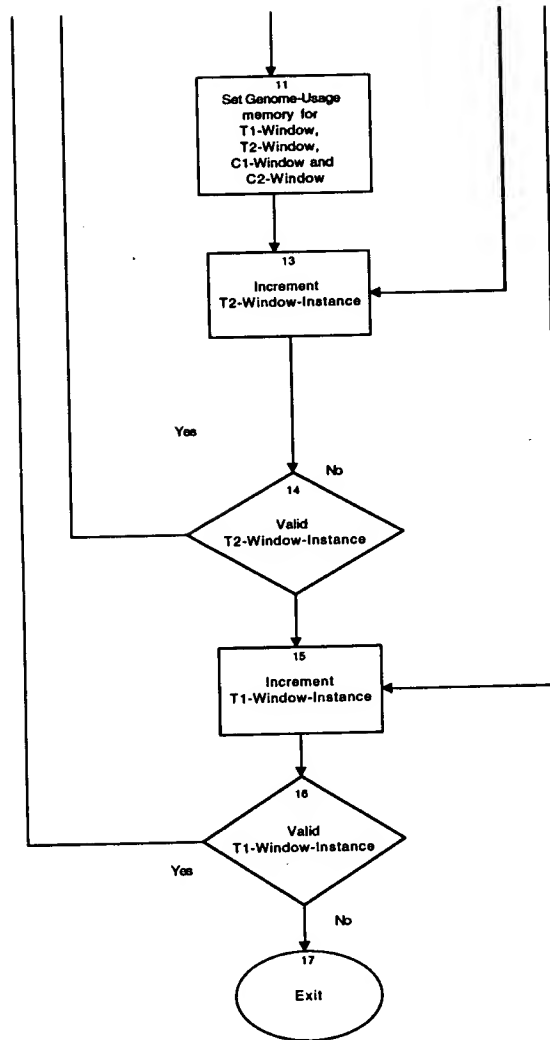 11
Set Genome-Usage
memory for
T1-Window,
T2-Window,
C1-Window and
C2-Window
13
Increment
T2-Window-Instance
Yes
No
14
Valid
T2-Window-Instance
15
Increment
T1-Window-Instance
16
Valid
T1-Window-Instance
Yes
No
17
Exit